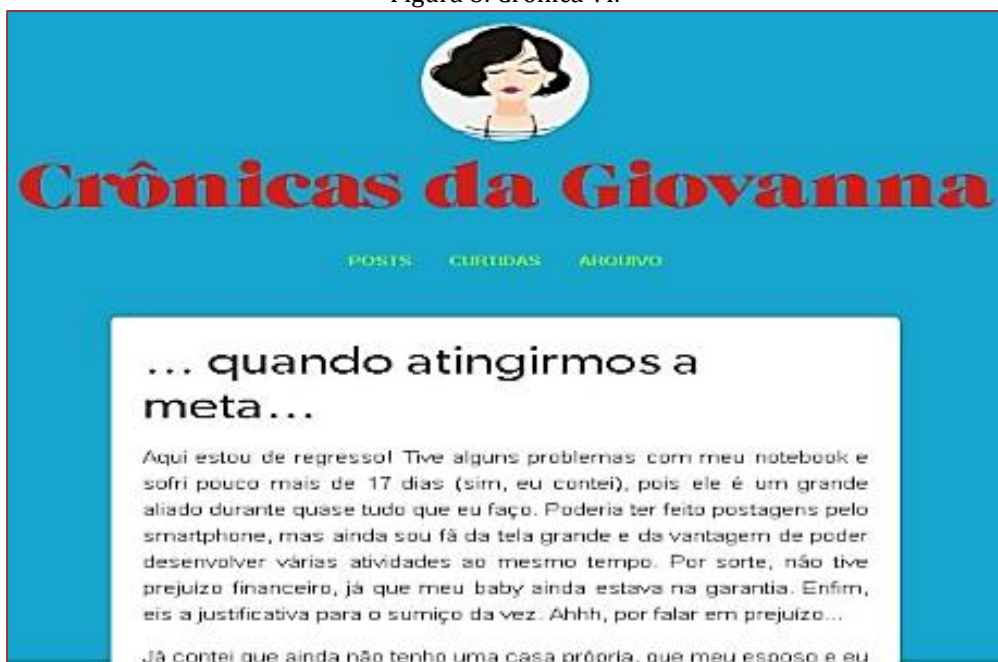 Figura 8. Crônica VI.
Crônicas da Giovanna
POSTS CURTIDAS ARQUIVO
... quando atingirmos a
meta...
Aqui estou de regresso! Tive alguns problemas com meu notebook e
sofri pouco mais de 17 dias (sim, eu contei), pois ele é um grande
aliado durante quase tudo que eu faço. Poderia ter feito postagens pelo
smartphone, mas ainda sou fã da tela grande e da vantagem de poder
desenvolver várias atividades ao mesmo tempo. Por sorte, não tive
prejuízo financeiro, já que meu baby ainda estava na garantia. Enfim,
eis a justificativa para o sumiço da vez. Ahhh, por falar em prejuízo...
Já contei que ainda não tenho uma casa própria, que meu esposo e eu